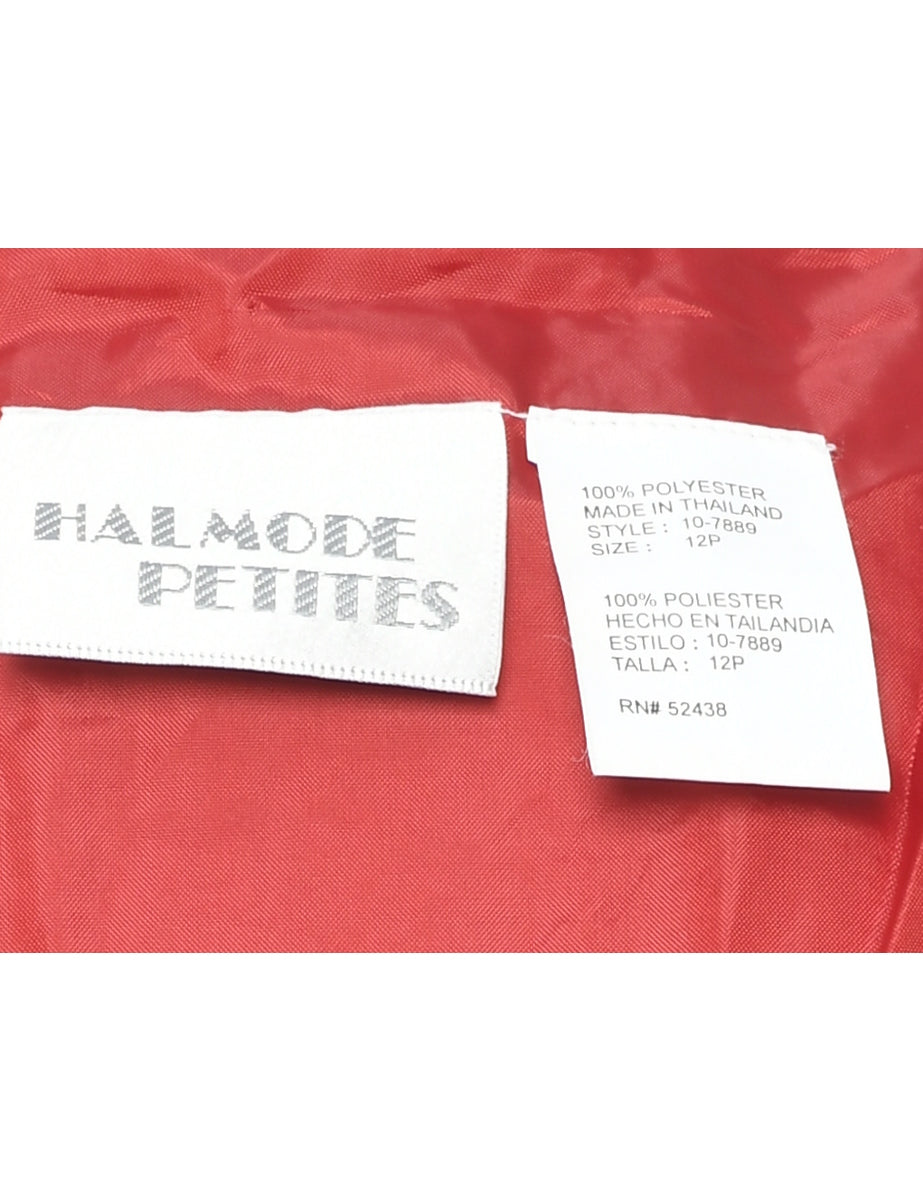 HALMODE
PETITES
100% POLYESTER
MADE IN THAILAND
STYLE : 10-7889
SIZE : 12P
100% POLIESTER
HECHO EN TAILANDIA
ESTILO : 10-7889
TALLA : 12P
RN# 52438